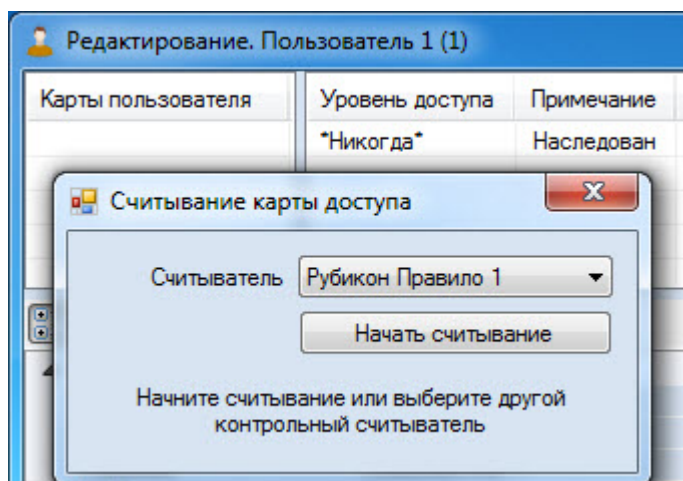 Редактирование. Пользователь 1 (1)
Карты пользователя Уровень доступа Примечание
*Никогда* Наследован
Считывание карты доступа
Считыватель Рубикон Правило 1
Начать считывание
Начните считывание или выберите другой
контрольный считыватель